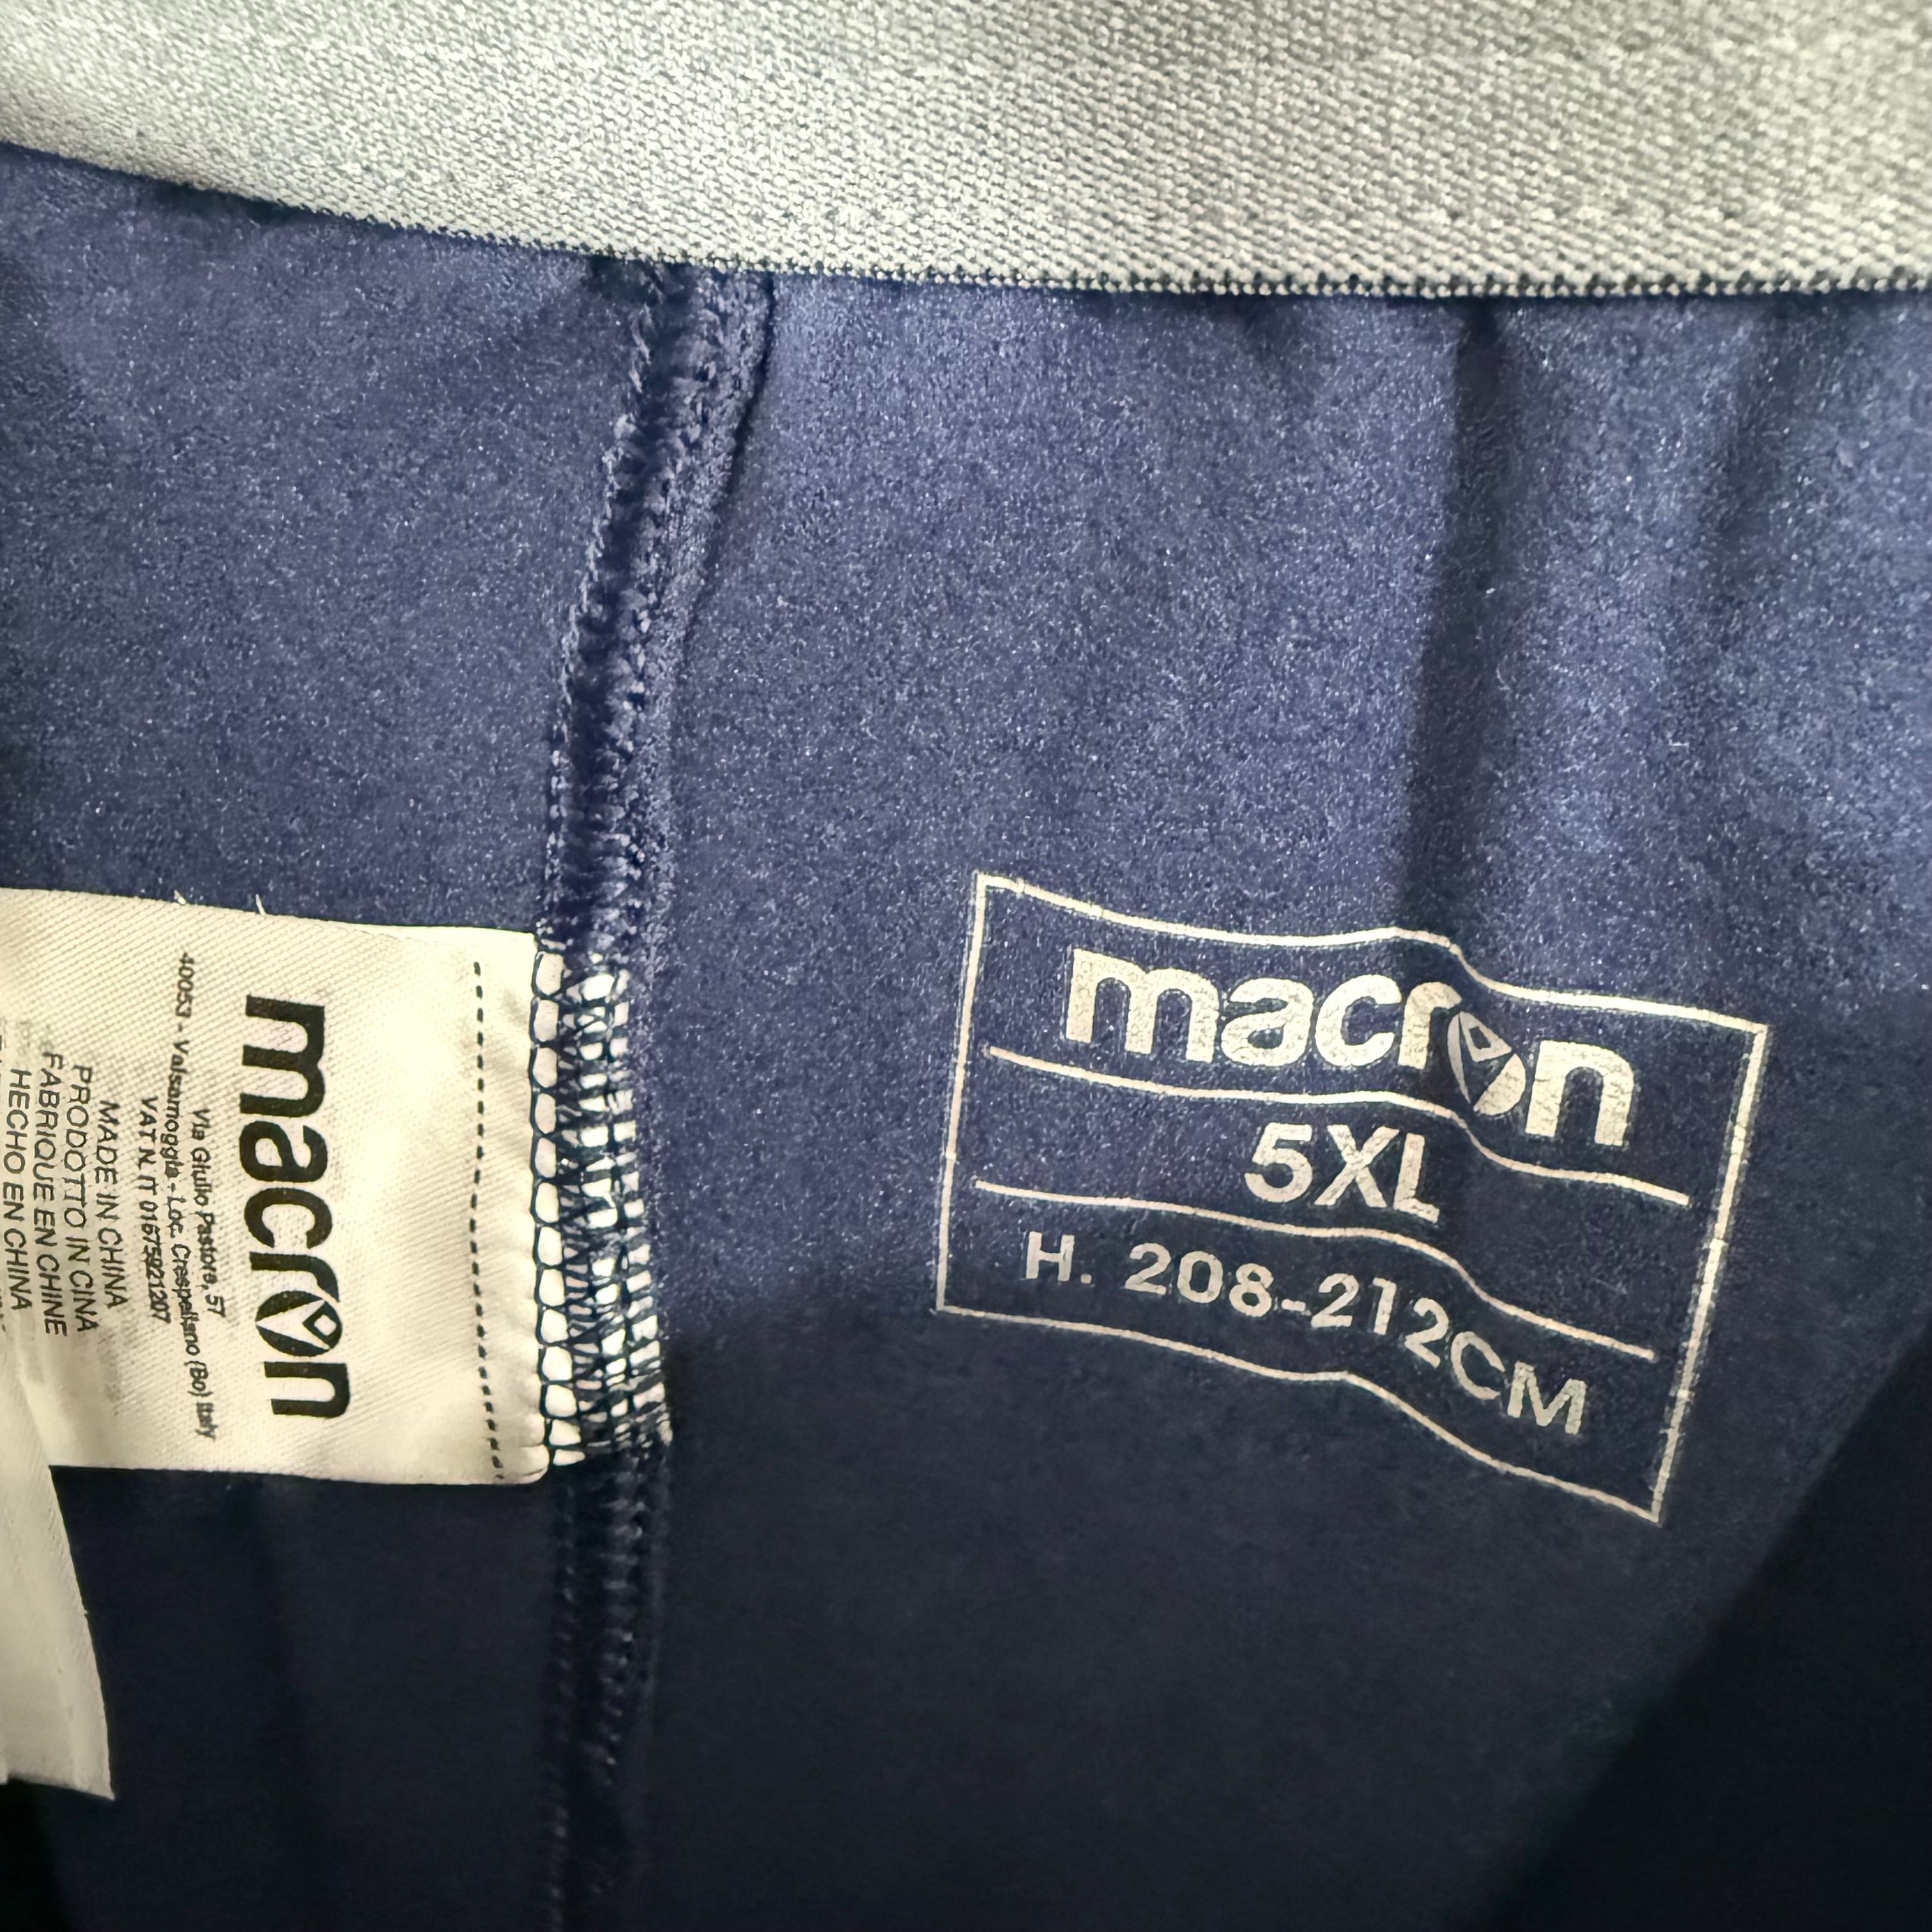 macron
5XL
H. 208-212CM
macron
Via Giulio Pastore, 57
40053 - Valsamoggia - Loc. Crespellano (Bo) Italy
VAT N. IT 01675921207
MADE IN CHINA
PRODOTTO IN CINA
FABRIQUE EN CHINE
HECHO EN CHINA